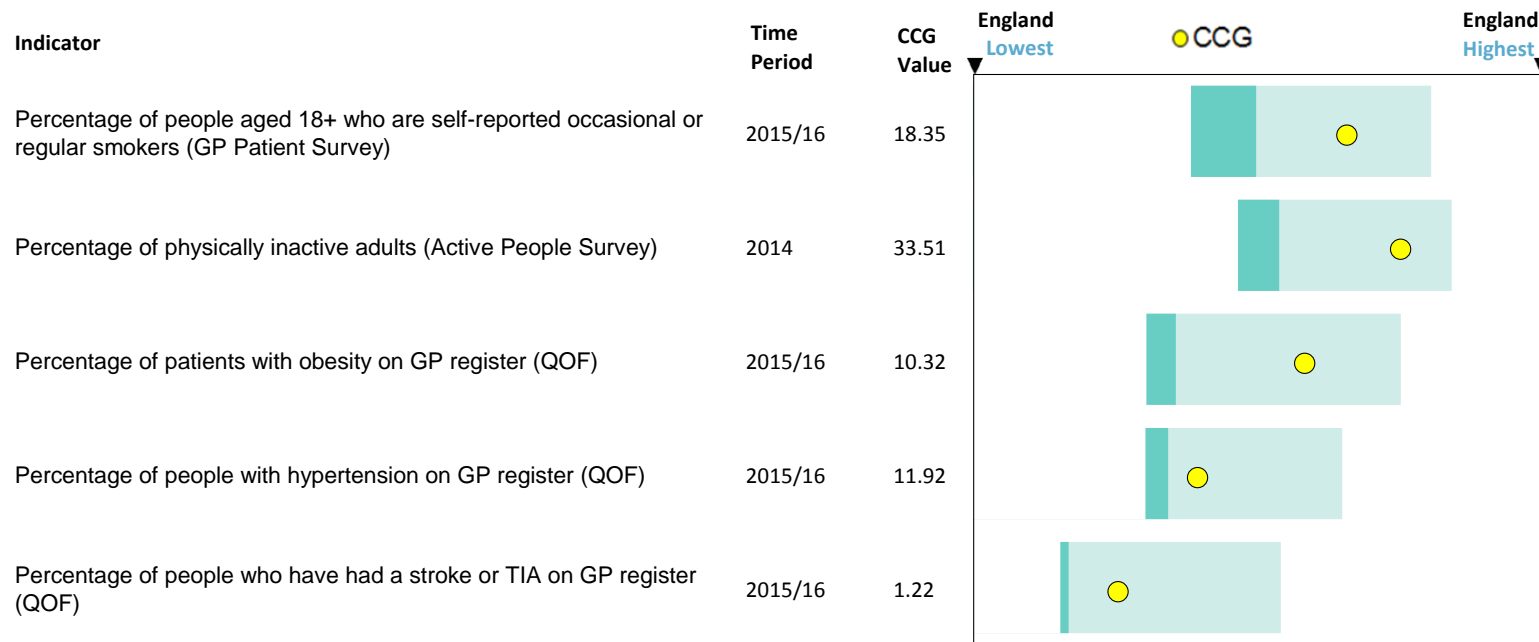 Indicator
Time
Period
CCG
Value
England
Lowest
CCG
England
Highest
Percentage of people aged 18+ who are self-reported occasional or
regular smokers (GP Patient Survey)
2015/16
18.35
Percentage of physically inactive adults (Active People Survey)
2014
33.51
Percentage of patients with obesity on GP register (QOF)
2015/16
10.32
Percentage of people with hypertension on GP register (QOF)
2015/16
11.92
Percentage of people who have had a stroke or TIA on GP register
(QOF)
2015/16
1.22